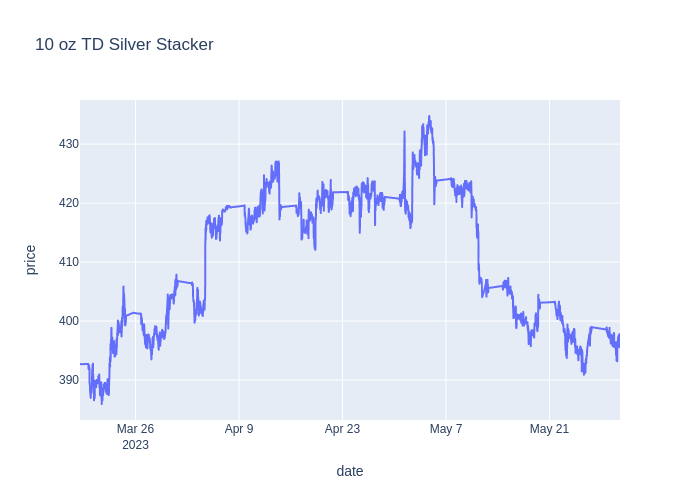 10 oz TD Silver Stacker
430
420
410
400
390
price
Mar 26
2023
Apr 9
Apr 23
May 7
May 21
date